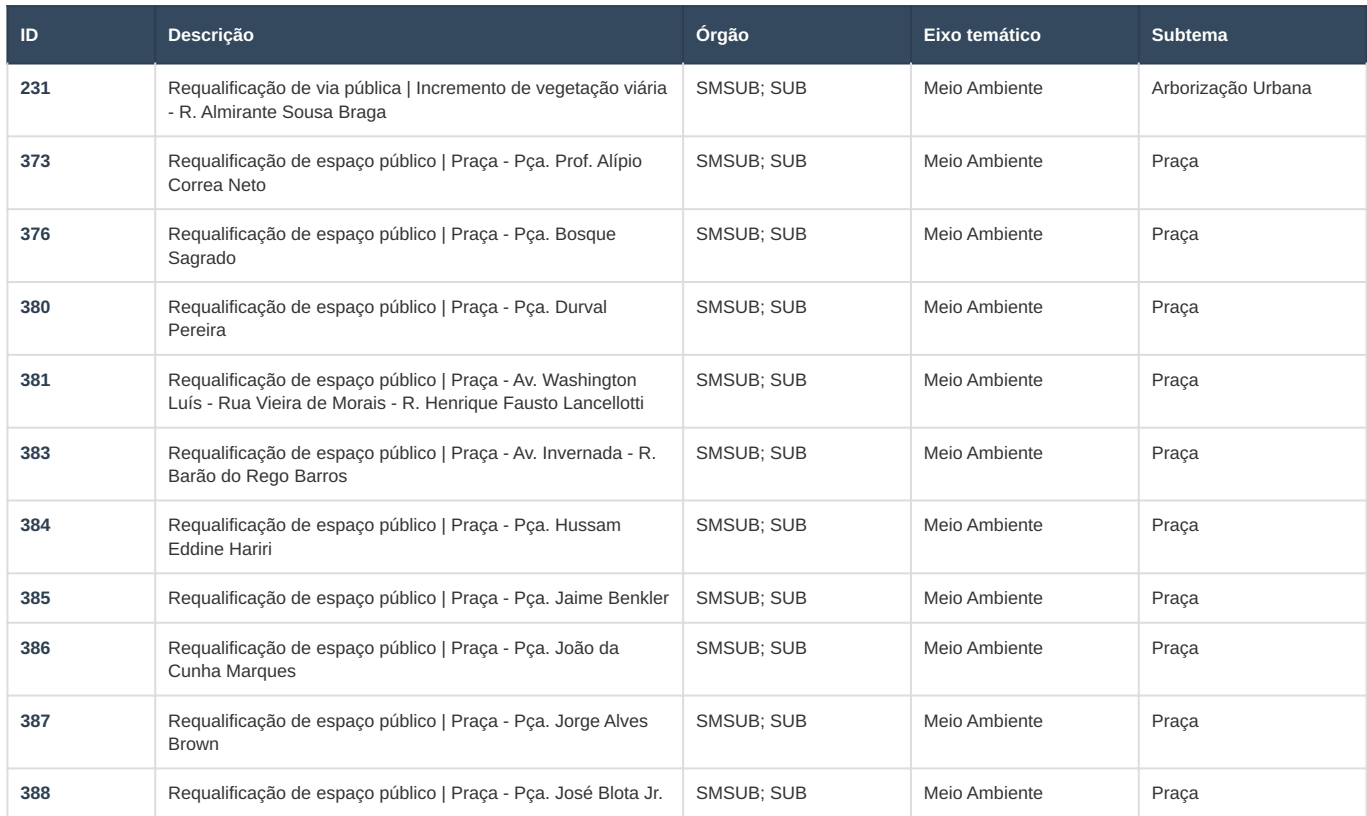 ID Descrição Órgão Eixo temático Subtema
231 Requalificação de via pública | Incremento de vegetação viária SMSUB; SUB Meio Ambiente Arborização Urbana
- R. Almirante Sousa Braga
373 Requalificação de espaço público | Praça - Pça. Prof. Alípio SMSUB; SUB Meio Ambiente Praça
Correa Neto
376 Requalificação de espaço público | Praça - Pça. Bosque SMSUB; SUB Meio Ambiente Praça
Sagrado
380 Requalificação de espaço público | Praça - Pça. Durval SMSUB; SUB Meio Ambiente Praça
Pereira
381 Requalificação de espaço público | Praça - Av. Washington SMSUB; SUB Meio Ambiente Praça
Luís - Rua Vieira de Morais - R. Henrique Fausto Lancellotti
383 Requalificação de espaço público | Praça - Av. Invernada - R. SMSUB; SUB Meio Ambiente Praça
Barão do Rego Barros
384 Requalificação de espaço público | Praça - Pça. Hussam SMSUB; SUB Meio Ambiente Praça
Eddine Hariri
385 Requalificação de espaço público | Praça - Pça. Jaime Benkler SMSUB; SUB Meio Ambiente Praça
386 Requalificação de espaço público | Praça - Pça. João da SMSUB; SUB Meio Ambiente Praça
Cunha Marques
387 Requalificação de espaço público | Praça - Pça. Jorge Alves SMSUB; SUB Meio Ambiente Praça
Brown
388 Requalificação de espaço público | Praça - Pça. José Blota Jr. SMSUB; SUB Meio Ambiente Praça